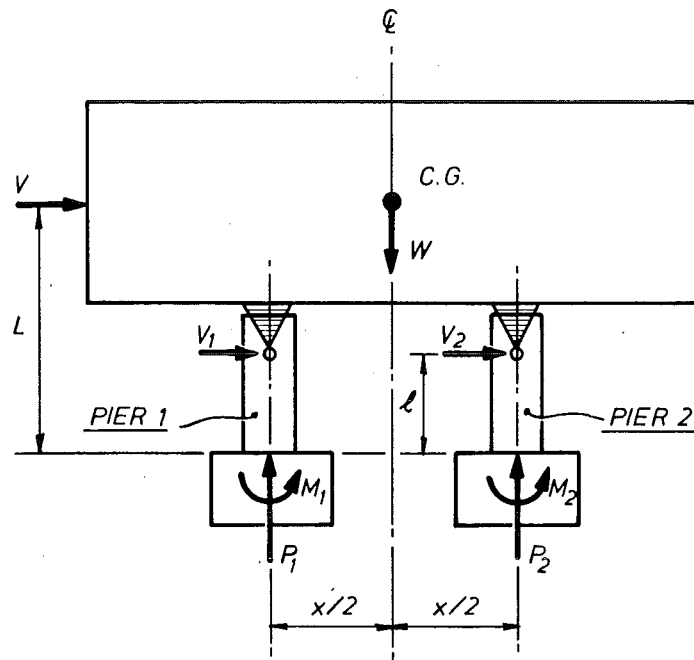 ℄
C.G.
V
W
L
V₁
V₂
ℓ
PIER 1
PIER 2
M₁
M₂
P₁
P₂
x/2
x/2